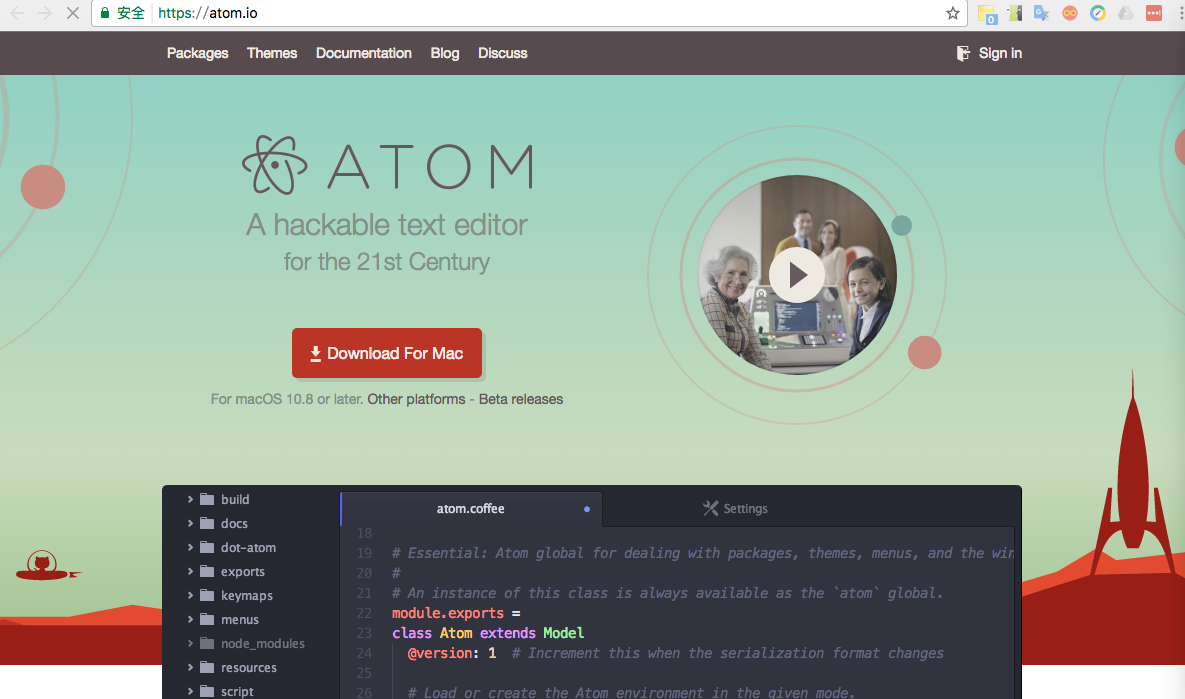 安全 https://atom.io
0
Packages Themes Documentation Blog Discuss Sign in
ATOM
A hackable text editor
for the 21st Century
Download For Mac
For macOS 10.8 or later. Other platforms - Beta releases
build
docs
dot-atom
exports
keymaps
menus
node_modules
resources
script
atom.coffee Settings
18
19 # Essential: Atom global for dealing with packages, themes, menus, and the win
20 #
21 # An instance of this class is always available as the `atom` global.
22 module.exports =
23 class Atom extends Model
24 @version: 1 # Increment this when the serialization format changes
25
26 # Load or create the Atom environment in the given mode.